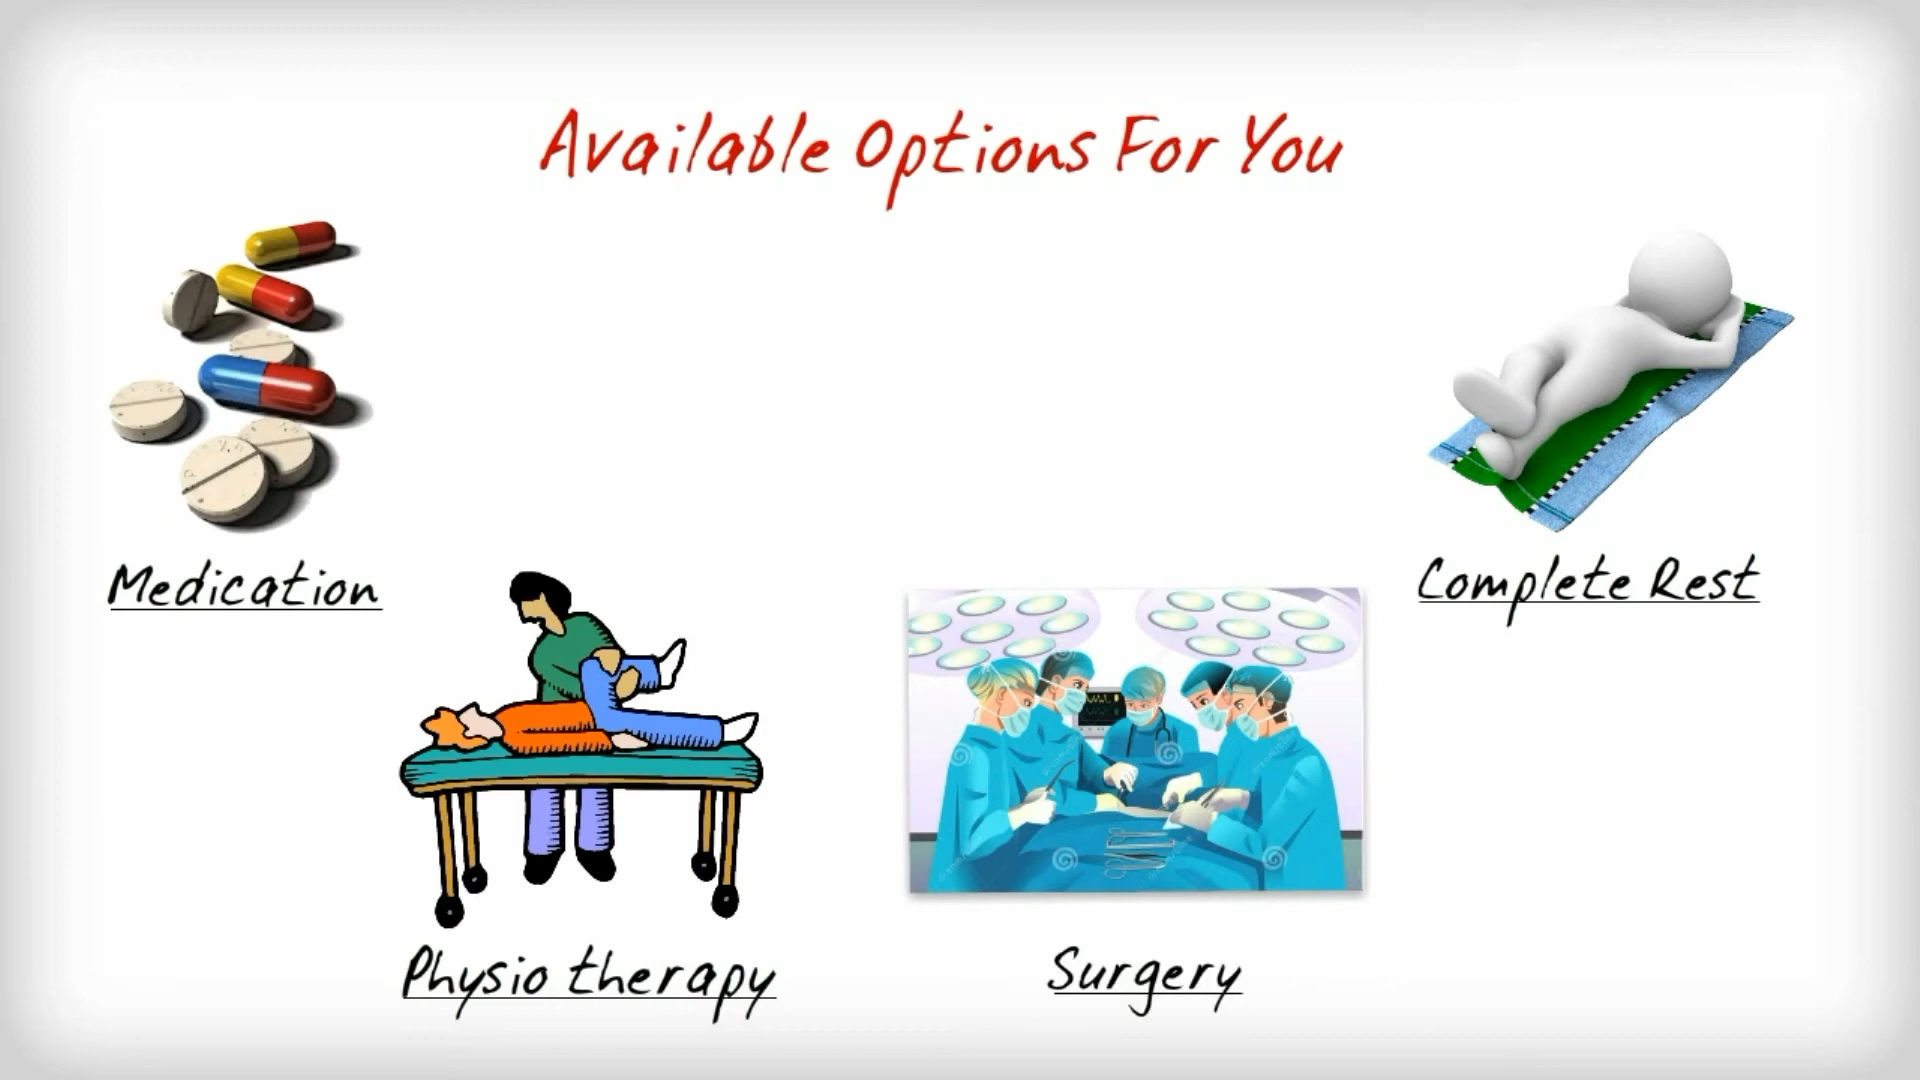 Available Options For You
Medication
Complete Rest
Physio therapy
Surgery